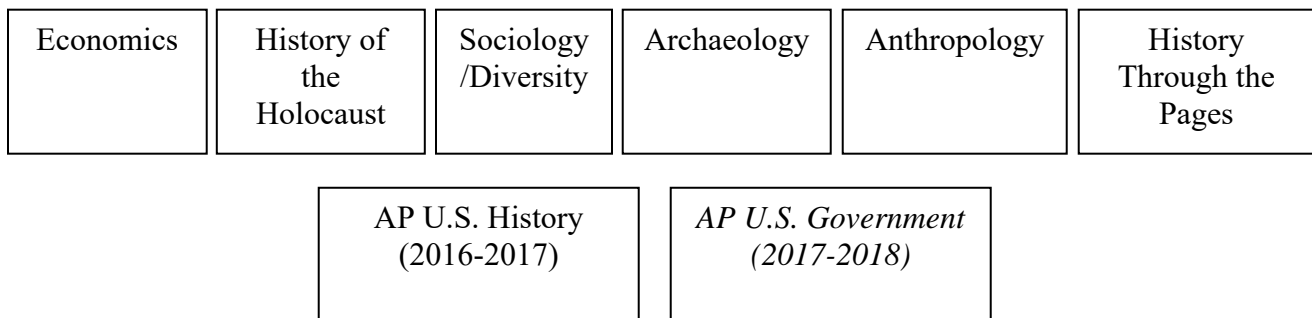 Economics
History of
the
Holocaust
Sociology
/Diversity
Archaeology
Anthropology
History
Through the
Pages
AP U.S. History
(2016-2017)
AP U.S. Government
(2017-2018)